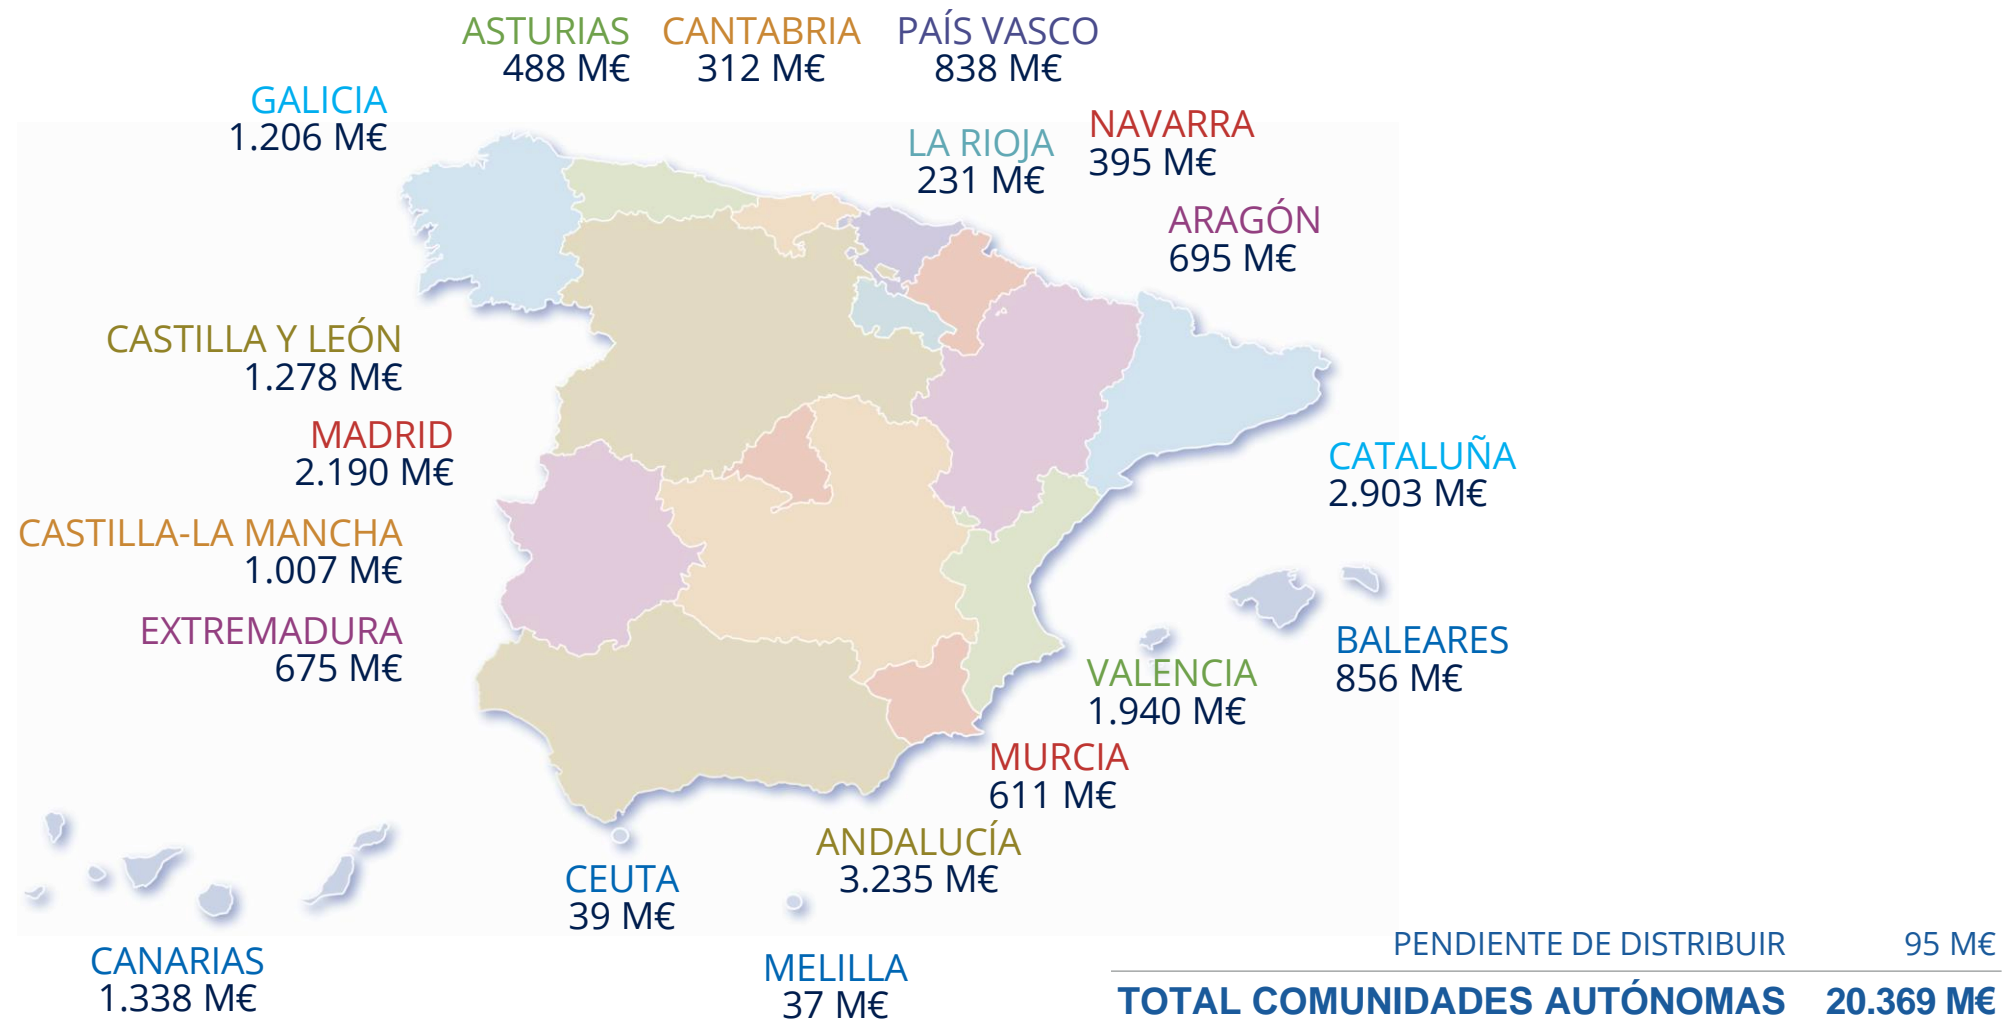 ASTURIAS
488 M€
CANTABRIA
312 M€
PAÍS VASCO
838 M€
GALICIA
1.206 M€
LA RIOJA
231 M€
NAVARRA
395 M€
ARAGÓN
695 M€
CASTILLA Y LEÓN
1.278 M€
MADRID
2.190 M€
CATALUÑA
2.903 M€
CASTILLA-LA MANCHA
1.007 M€
EXTREMADURA
675 M€
BALEARES
856 M€
VALENCIA
1.940 M€
MURCIA
611 M€
ANDALUCÍA
3.235 M€
CEUTA
39 M€
CANARIAS
1.338 M€
MELILLA
37 M€
PENDIENTE DE DISTRIBUIR 95 M€
TOTAL COMUNIDADES AUTÓNOMAS 20.369 M€